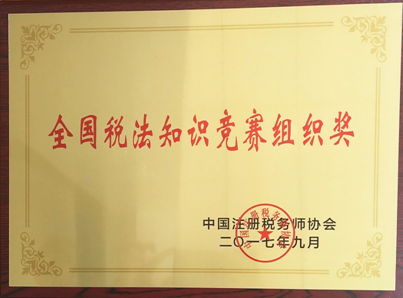 全国税法知识竞赛组织奖
中国注册税务师协会
二〇一七年九月